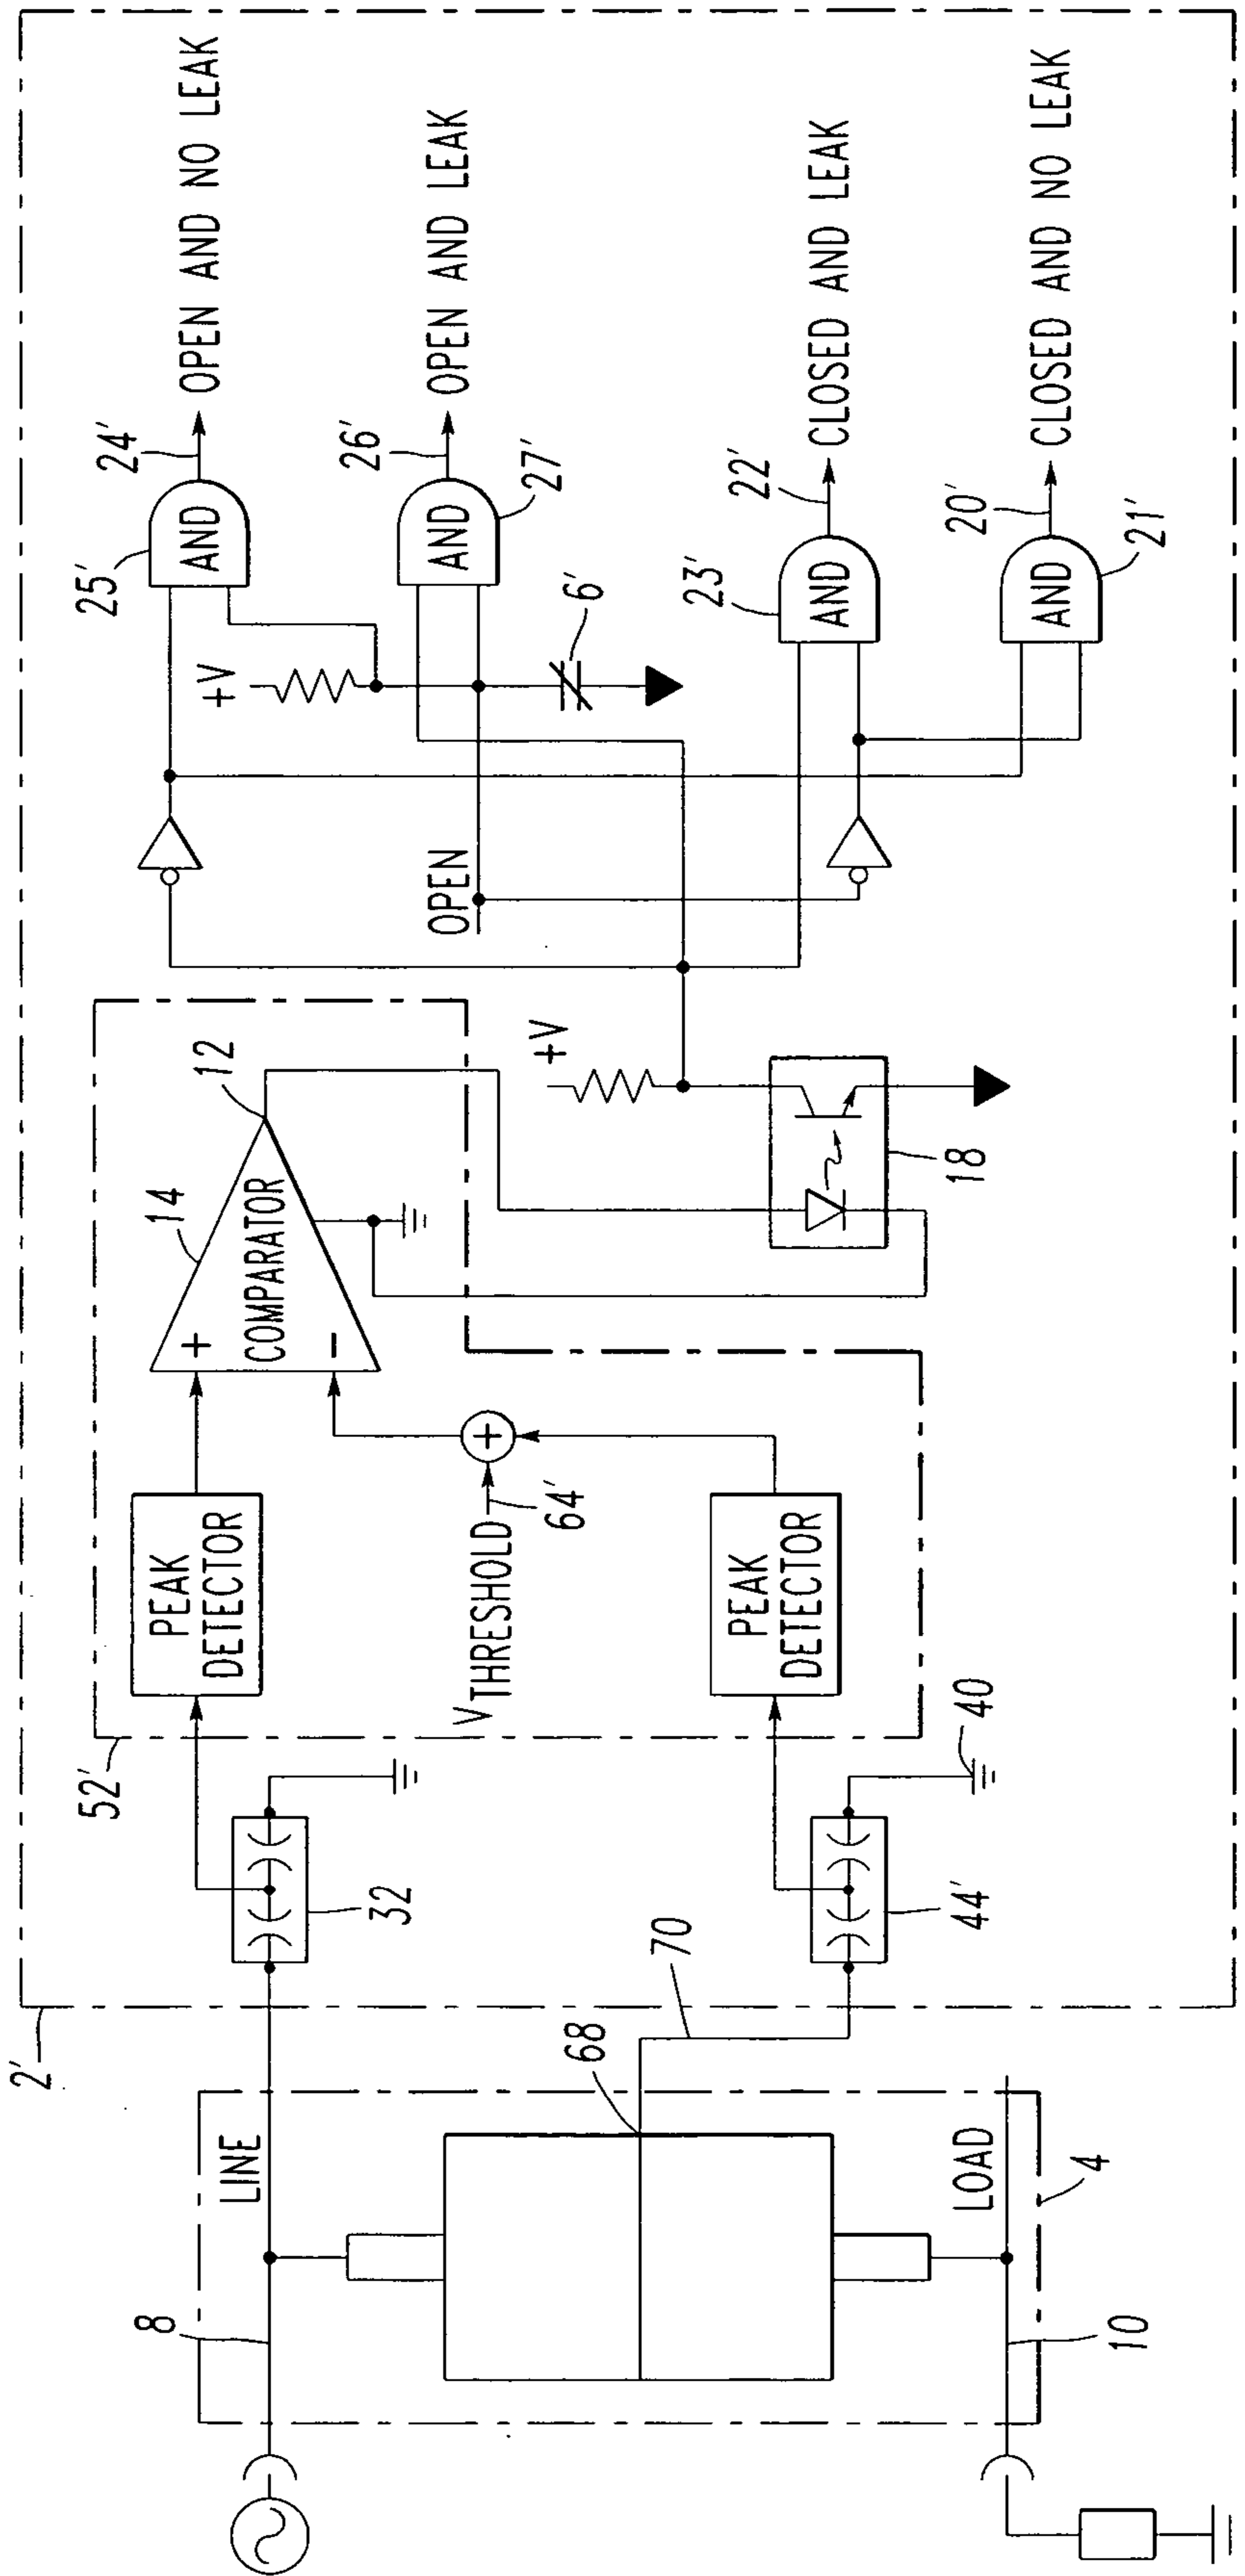 2'
8
LINE
32
52'
PEAK
DETECTOR
+
COMPARATOR
−
14
12
25'
AND
24'
OPEN AND NO LEAK
+V
68
70
V THRESHOLD
64'
+
+V
OPEN
AND
26'
27'
OPEN AND LEAK
6'
4
LOAD
10
44'
40
PEAK
DETECTOR
18
23'
AND
22'
CLOSED AND LEAK
AND
20'
21'
CLOSED AND NO LEAK